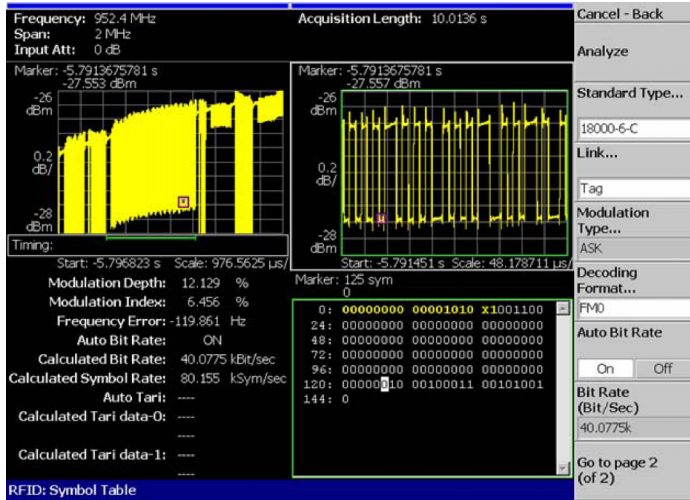 Frequency: 952.4 MHz
Span: 2 MHz
Input Att: 0 dB
Acquisition Length: 10.0136 s
Marker: -5.7913675781 s
-27.553 dBm
-26
dBm
0.2
dB/
-28
dBm
Timing:
Start: -5.796823 s Scale: 976.5625 µs/
Marker: -5.7913675781 s
-27.557 dBm
-26
dBm
0.2
dB/
-28
dBm
Start: -5.791451 s Scale: 48.178711 µs/
Modulation Depth: 12.129 %
Modulation Index: 6.456 %
Frequency Error: -119.861 Hz
Auto Bit Rate: ON
Calculated Bit Rate: 40.0775 kBit/sec
Calculated Symbol Rate: 80.155 kSym/sec
Auto Tari: ----
Calculated Tari data-0: ----
----
Calculated Tari data-1: ----
----
Marker: 125 sym
0
0: 00000000 00001010 X1001100
24: 00000000 00000000 00000000
48: 00000000 00000000 00000000
72: 00000000 00000000 00000000
96: 00000000 00000000 00000000
120: 00000010 00100011 00101001
144: 0
RFID: Symbol Table
Cancel - Back
Analyze
Standard Type...
18000-6-C
Link...
Tag
Modulation
Type...
ASK
Decoding
Format...
FM0
Auto Bit Rate
On Off
Bit Rate
(Bit/Sec)
40.0775k
Go to page 2
(of 2)